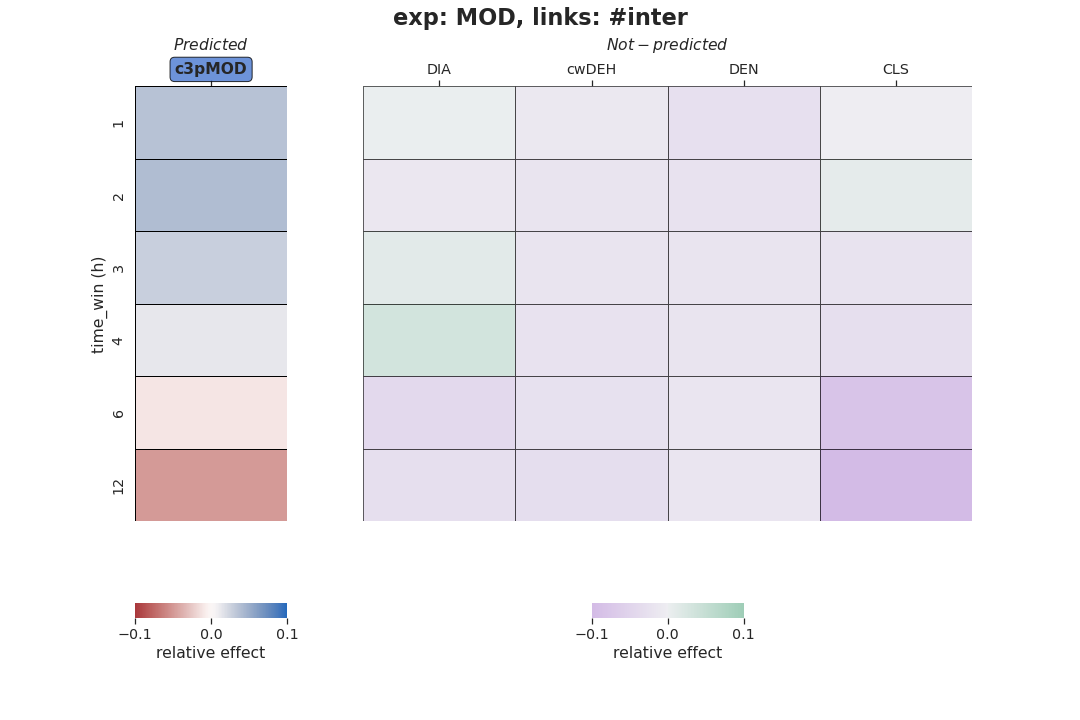 exp: MOD, links: #inter
Predicted
Not − predicted
c3pMOD
DIA
cwDEH
DEN
CLS
time_win (h)
1
2
3
4
6
12
−0.1 0.0 0.1
relative effect
−0.1 0.0 0.1
relative effect